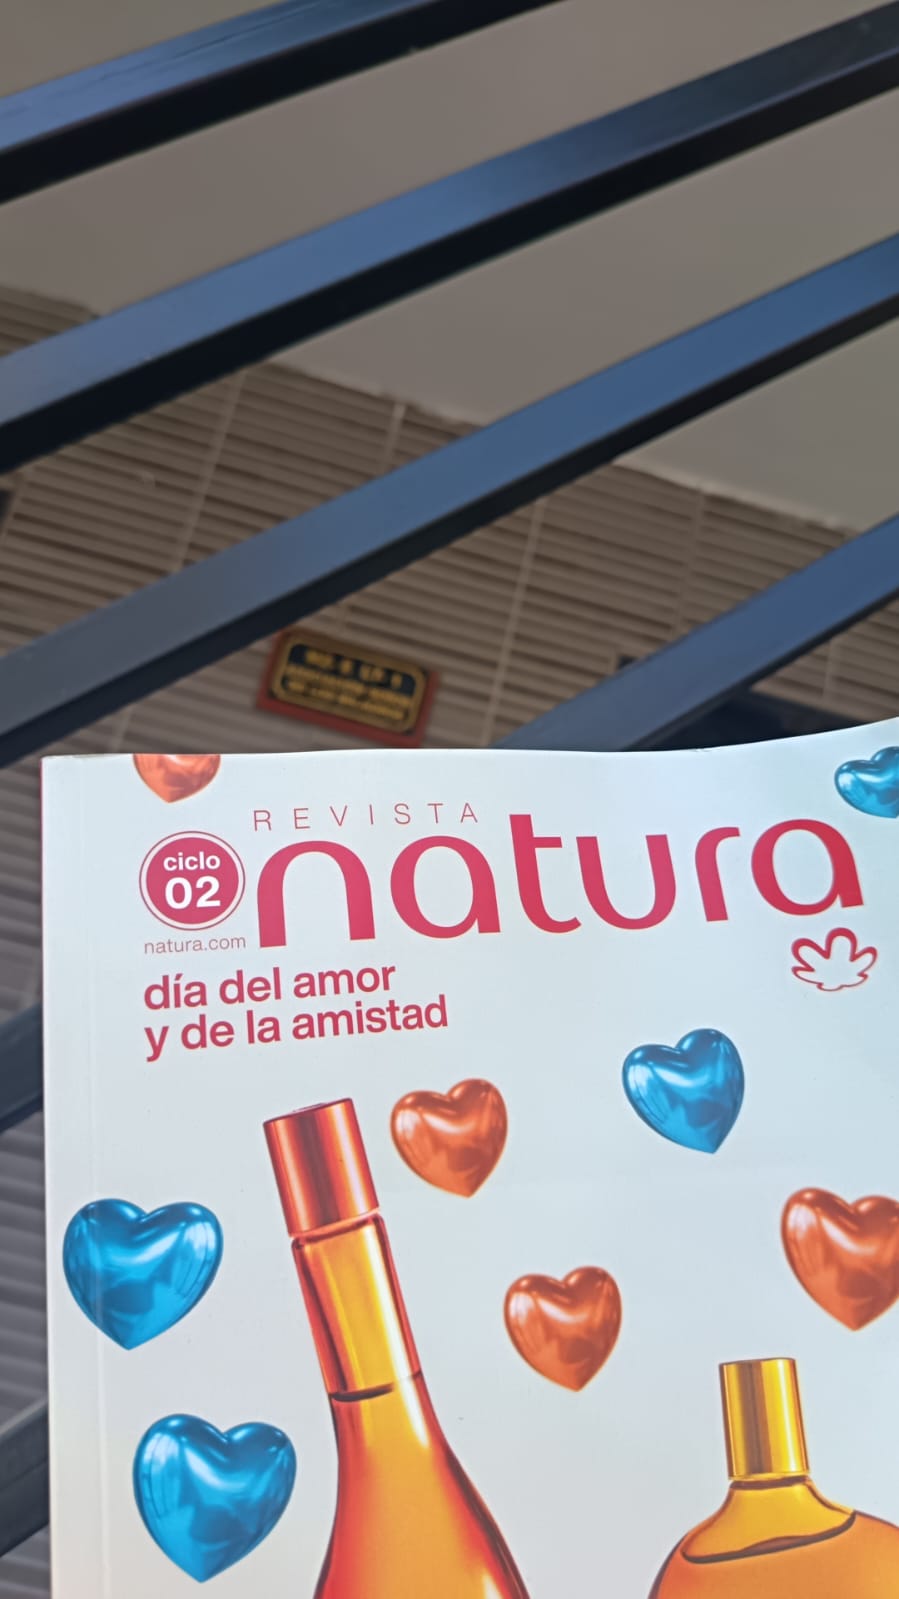 REVISTA
natura
ciclo
02
natura.com
día del amor
y de la amistad